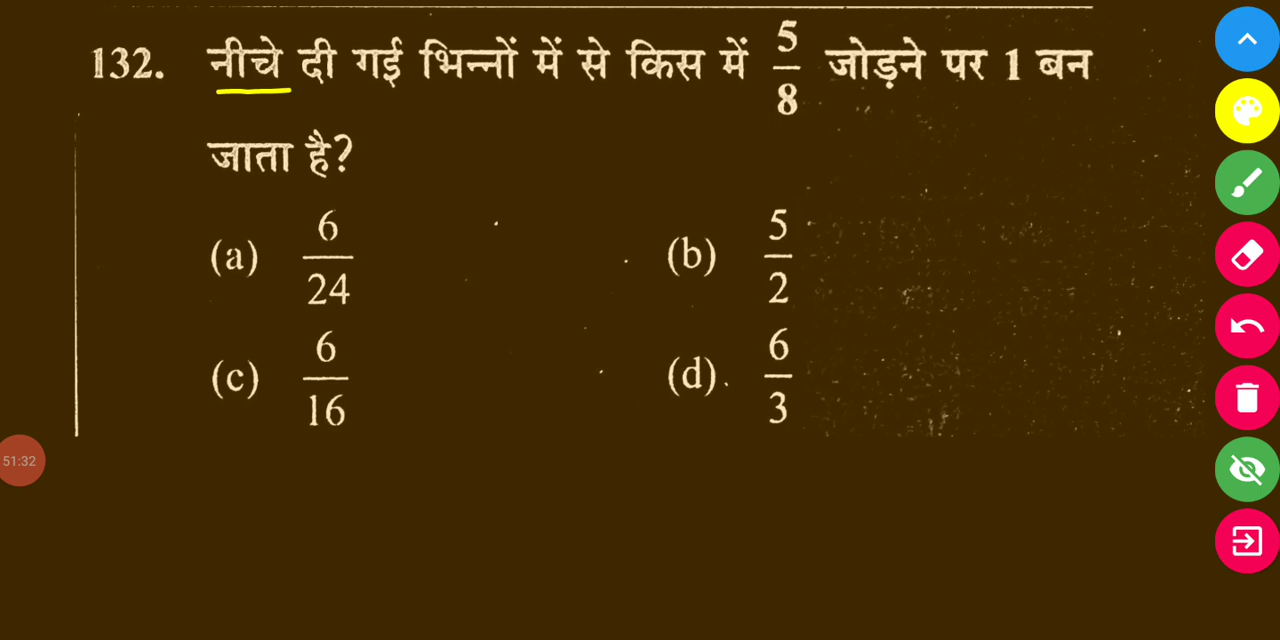 132. नीचे दी गई भिन्नों में से किस में 5/8 जोड़ने पर 1 बन
जाता है?
(a) 6/24 (b) 5/2
(c) 6/16 (d) 6/3
51:32